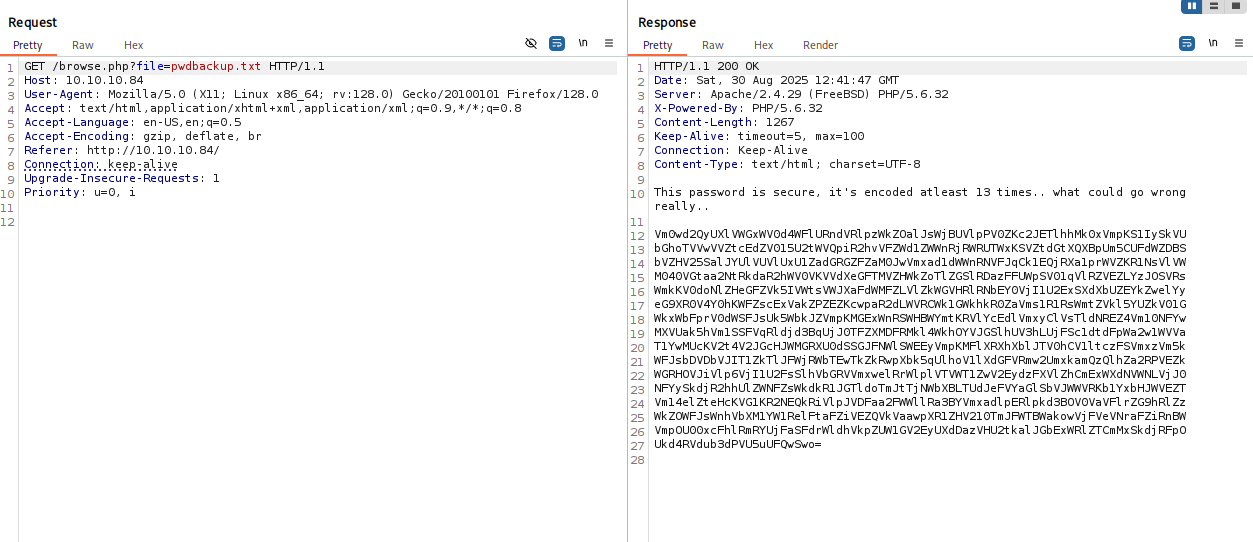 Request
Response
Pretty Raw Hex
\n
Pretty Raw Hex Render
\n
1 GET /browse.php?file=pwdbackup.txt HTTP/1.1
2 Host: 10.10.10.84
3 User-Agent: Mozilla/5.0 (X11; Linux x86_64; rv:128.0) Gecko/20100101 Firefox/128.0
4 Accept: text/html,application/xhtml+xml,application/xml;q=0.9,*/*;q=0.8
5 Accept-Language: en-US,en;q=0.5
6 Accept-Encoding: gzip, deflate, br
7 Referer: http://10.10.10.84/
8 Connection: keep-alive
9 Upgrade-Insecure-Requests: 1
10 Priority: u=0, i
11
12
1 HTTP/1.1 200 OK
2 Date: Sat, 30 Aug 2025 12:41:47 GMT
3 Server: Apache/2.4.29 (FreeBSD) PHP/5.6.32
4 X-Powered-By: PHP/5.6.32
5 Content-Length: 1267
6 Keep-Alive: timeout=5, max=100
7 Connection: Keep-Alive
8 Content-Type: text/html; charset=UTF-8
9
10 This password is secure, it's encoded atleast 13 times.. what could go wrong
really..
11
12 Vm0wd2QyUXlVWGxWV0d4WFlURndVRlpzWkZOalJsWjBUVlpPV0ZKc2JETlhhMk0xVmpKS1IySkVU
13 bGhoTVVwVVZtcEdZV015U2tWVQpiR2hvVFZWd1ZWWnRjRWRUTWxKSVZtdGtXQXBpUm5CUFdWZDBS
14 bVZHV25SalJYUlVUVlUxU1ZadGRGZFZaM0JwVmxad1dWWnRNVFJqCk1EQjRXa1prWVZKR1NsVlVW
15 M040VGtaa2NtRkdaR2hWV0VKVVdXeGFTMVZHWkZoTlZGSlRDazFFUWpSV01qVlRZVEZLYzJOSVRs
16 WmkKV0doNlZHeGFZVk5IVWtsVWJXaFdWMFZLVlZkWGVHRlRNbEY0VjI1U2ExSXdXbUZEYkZwelYy
17 eG9XR0V4Y0hKWFZscExVakZPZEZKcwpaR2dLWVRCWk1GWkhkR0ZaVms1R1RsWmtZVkl5YUZkV01G
18 WkxWbFprV0dWSFJsUk5WbkJZVmpKMGExWnRSWHBWYmtKRVlYcEdlVmxyClVsTldNREZ4Vm10NFYw
19 MXVUak5hVm1SSFVqRldjd3BqUjJ0TFZXMDFRMkl4WkhOYVJGSlhUV3hLUjFSc1dtdFpWa2w1WVVa
20 T1YwMUcKV2t4V2JGcHJWMGRXU0dSSGJFNWlSWEEyVmpKMFlXRXhXblJTV0hCV1ltczFSVmxzVm5k
21 WFJsbDVDbVJIT1ZkTlJFWjRWbTEwTkZkRwpXbk5qUlhoV1lXdGFVRmw2UmxkamQzQlhZa2RPVEZk
22 WGRHOVJiVlp6VjI1U2FsSlhVbGRVVmxwelRrWlplVTVWT1ZwV2EydzFXVlZhCmExWXdNVWNLVjJ0
23 NFYySkdjR2hhUlZWNFZsWkdkR1JGTldoTmJtTjNWbXBLTUdJeFVYaGlSbVJWWVRKb1YxbHJWVEZT
24 Vm14elZteHcKVG1KR2NEQkRiVlpJVDFaa2FWWllRa3BYVmxadlpERlpkd3BOV0VaVFlrZG9hRlZz
25 WkZOWFJsWnhVbXM1YW1RelFtaFZiVEZQVkVaawpXR1ZHV210TmJFWTBWakowVjFVeVNraFZiRnBW
26 VmpOU00xcFhlRmRYUjFaSFdrWldhVkpZUW1GV2EyUXdDazVHU2tkalJGbExWRlZTCmMxSkdjRFpO
27 Ukd4RVdub3dPVU5uUFQwSwo=
28